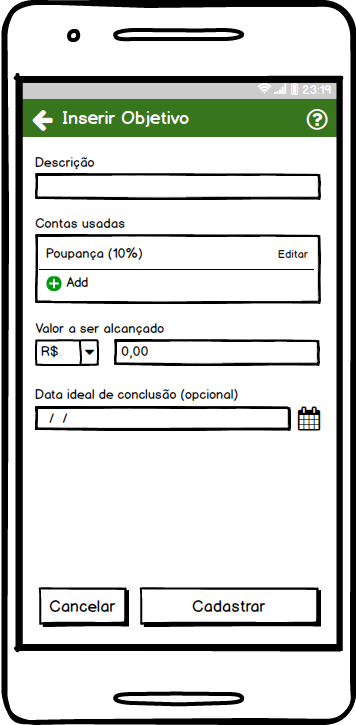 23:19
Inserir Objetivo
Descrição
Contas usadas
Poupança (10%) Editar
Add
Valor a ser alcançado
R$ 0,00
Data ideal de conclusão (opcional)
/ /
Cancelar Cadastrar